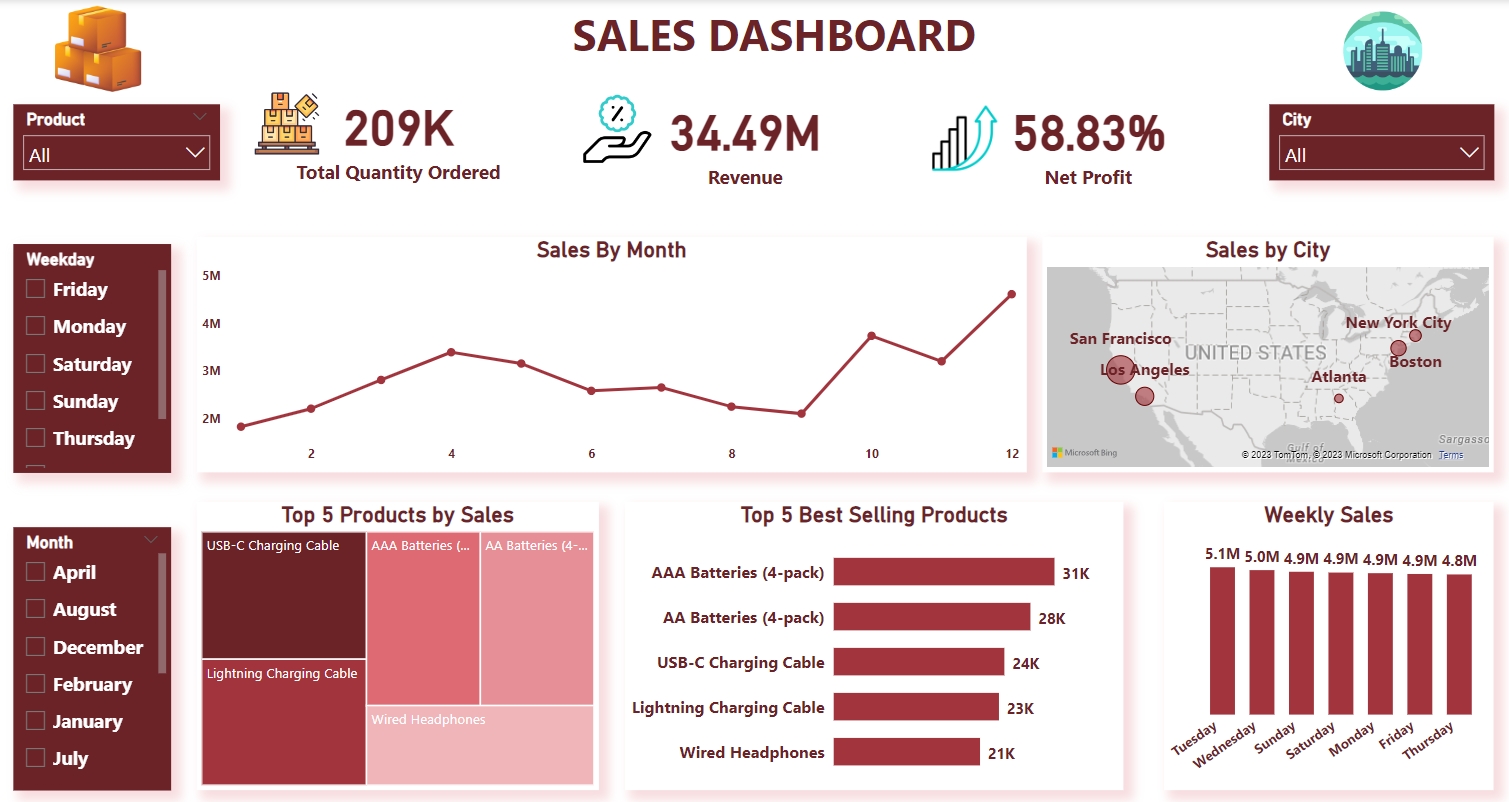 SALES DASHBOARD
Product
All
209K
Total Quantity Ordered
%
34.49M
Revenue
58.83%
Net Profit
City
All
Weekday
Friday
Monday
Saturday
Sunday
Thursday
Sales By Month
5M
4M
3M
2M
2 4 6 8 10 12
Sales by City
New York City
San Francisco
UNITED STATES
Boston
Los Angeles
Atlanta
Sargasso
Gulf of
Mexico
Microsoft Bing
© 2023 TomTom, © 2023 Microsoft Corporation Terms
Month
April
August
December
February
January
July
Top 5 Products by Sales
USB-C Charging Cable
AAA Batteries (...
AA Batteries (4-...
Lightning Charging Cable
Wired Headphones
Top 5 Best Selling Products
AAA Batteries (4-pack) 31K
AA Batteries (4-pack) 28K
USB-C Charging Cable 24K
Lightning Charging Cable 23K
Wired Headphones 21K
Weekly Sales
5.1M 5.0M 4.9M 4.9M 4.9M 4.9M 4.8M
Tuesday
Wednesday
Sunday
Saturday
Monday
Friday
Thursday